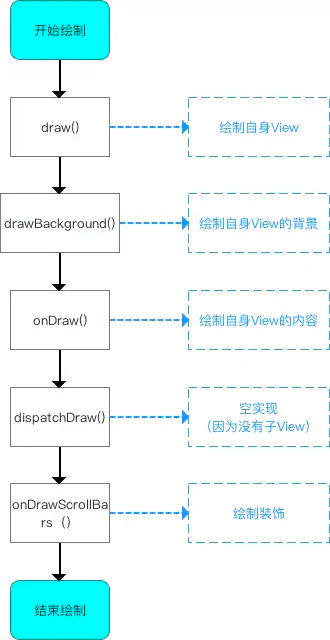 开始绘制
draw()
绘制自身View
drawBackground()
绘制自身View的背景
onDraw()
绘制自身View的内容
dispatchDraw()
空实现
（因为没有子View）
onDrawScrollBa
rs（）
绘制装饰
结束绘制